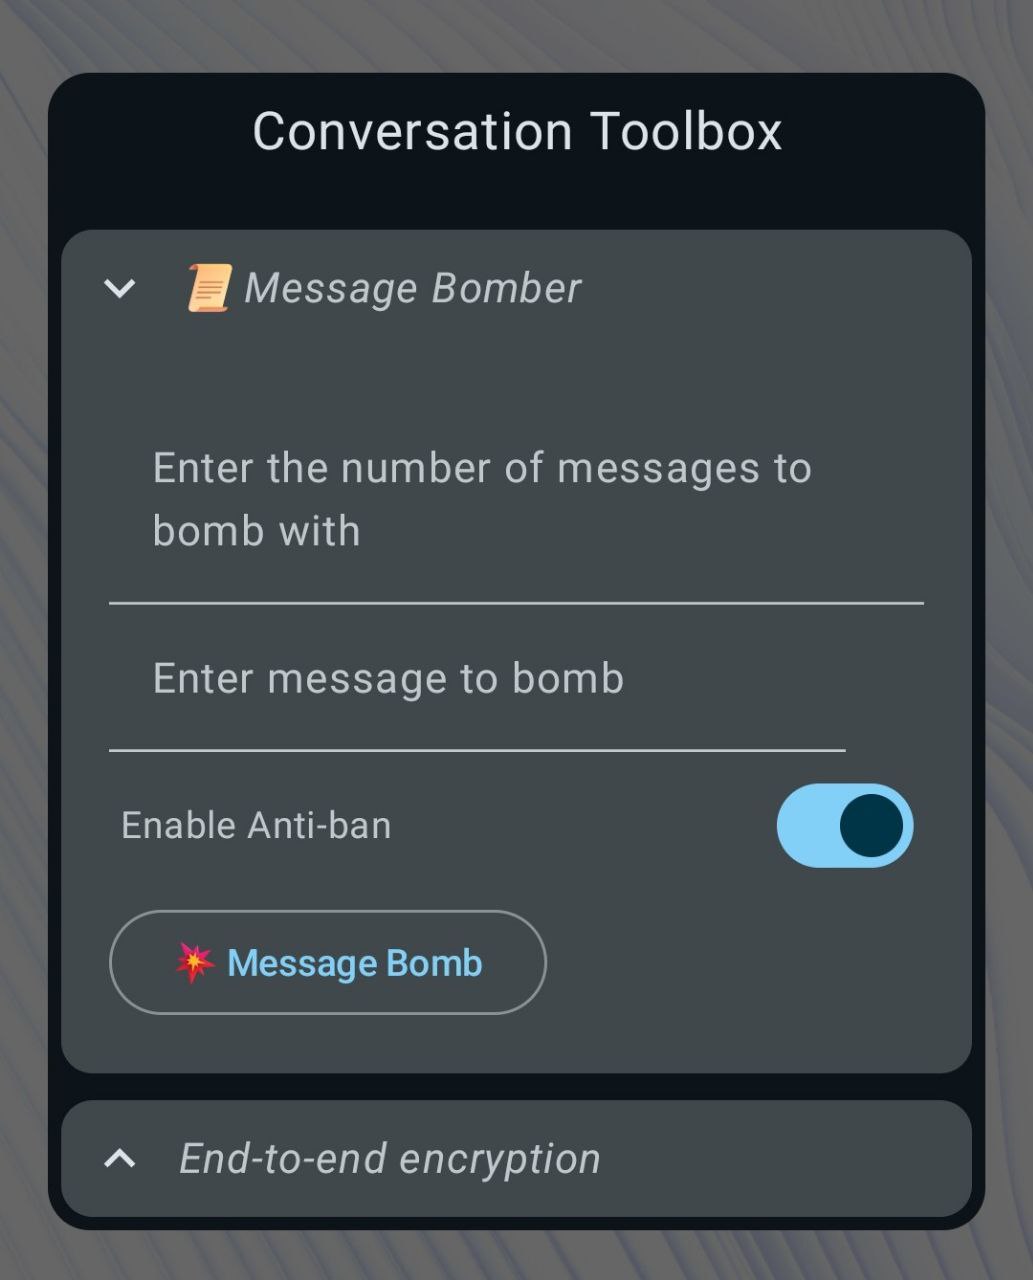 Conversation Toolbox
📜 Message Bomber
Enter the number of messages to
bomb with
Enter message to bomb
Enable Anti-ban
💥 Message Bomb
End-to-end encryption